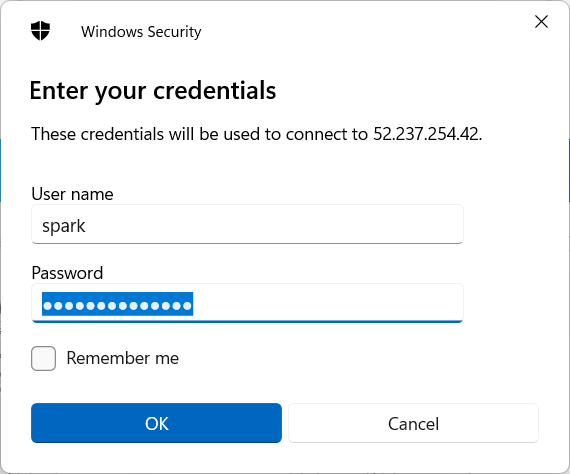 Windows Security
Enter your credentials
These credentials will be used to connect to 52.237.254.42.
User name
spark
Password
●●●●●●●●●●●●●●
Remember me
OK
Cancel